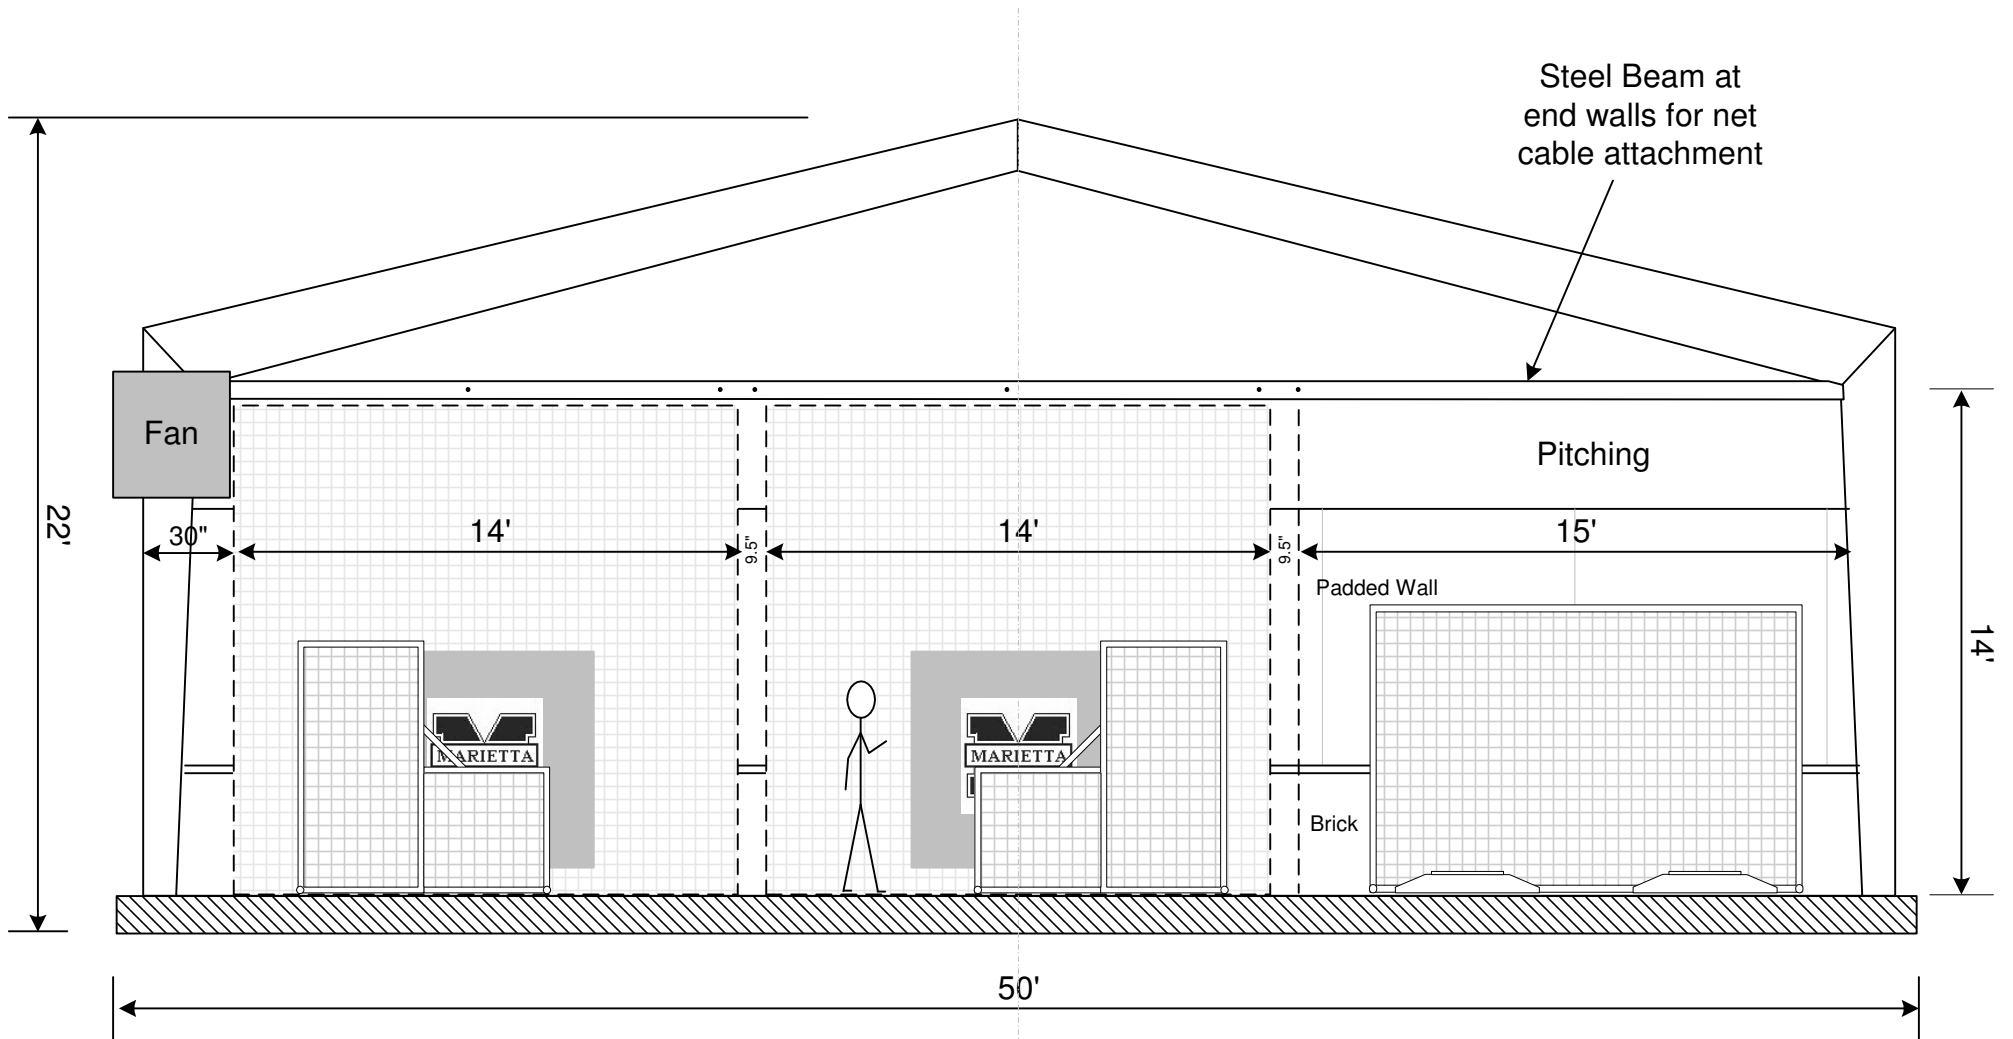 Steel Beam at
end walls for net
cable attachment
Fan
Pitching
22'
30"
14'
9.5"
14'
9.5"
15'
Padded Wall
14'
MARIETTA
MARIETTA
Brick
50'